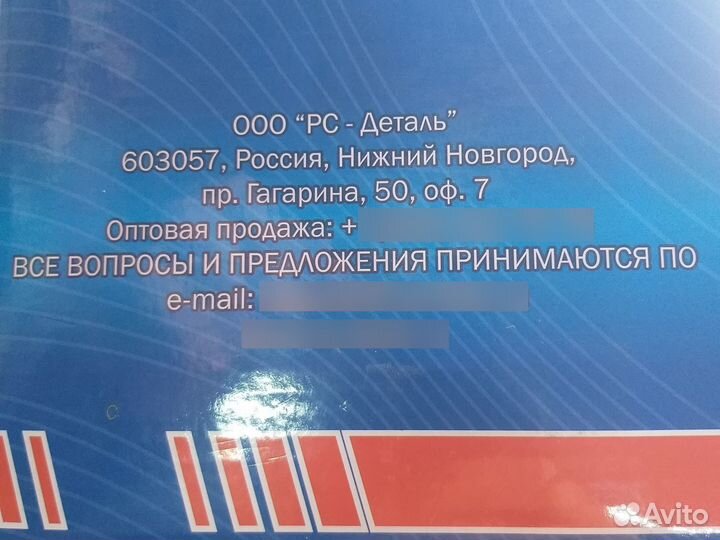 ООО “РС - Деталь”
603057, Россия, Нижний Новгород,
пр. Гагарина, 50, оф. 7
Оптовая продажа: +
ВСЕ ВОПРОСЫ И ПРЕДЛОЖЕНИЯ ПРИНИМАЮТСЯ ПО
e-mail:
Avito